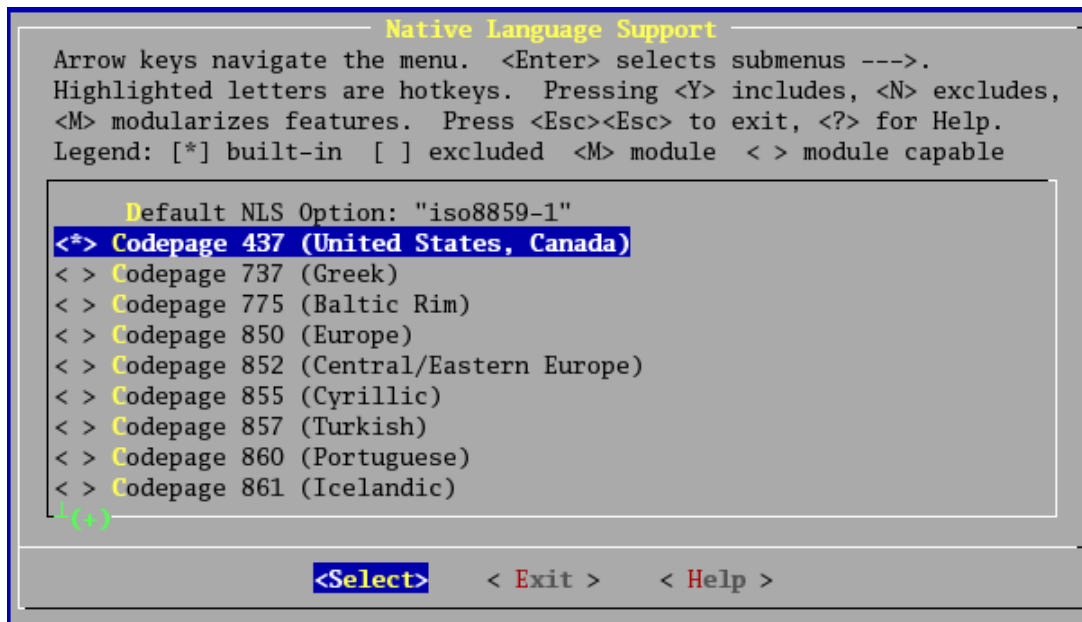 Native Language Support
Arrow keys navigate the menu.  <Enter> selects submenus --->.
Highlighted letters are hotkeys.  Pressing <Y> includes, <N> excludes,
<M> modularizes features.  Press <Esc><Esc> to exit, <?> for Help.
Legend: [*] built-in  [ ] excluded  <M> module  < > module capable
Default NLS Option: "iso8859-1"
<*> Codepage 437 (United States, Canada)
< > Codepage 737 (Greek)
< > Codepage 775 (Baltic Rim)
< > Codepage 850 (Europe)
< > Codepage 852 (Central/Eastern Europe)
< > Codepage 855 (Cyrillic)
< > Codepage 857 (Turkish)
< > Codepage 860 (Portuguese)
< > Codepage 861 (Icelandic)
┴(+)
<Select>    < Exit >    < Help >